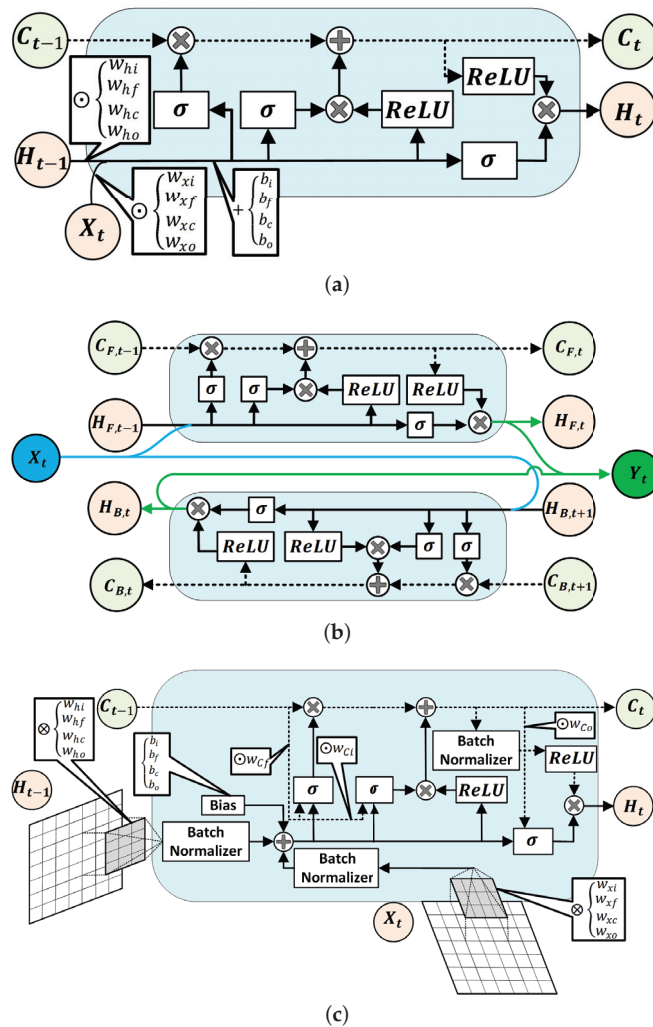 C_{t-1} × + C_t
ReLU
w_{hi}
w_{hf}
⊙
w_{hc}
w_{ho}
σ σ × ReLU × H_t
H_{t-1} σ
X_t
w_{xi}
w_{xf}
⊙
w_{xc}
w_{xo}
b_i
b_f
+
b_c
b_o
(a)
C_{F,t-1} × + C_{F,t}
σ σ × ReLU ReLU
H_{F,t-1} σ × H_{F,t}
X_t Y_t
H_{B,t} × σ H_{B,t+1}
ReLU ReLU × σ σ
C_{B,t} + × C_{B,t+1}
(b)
w_{hi}
w_{hf}
⊗
w_{hc}
w_{ho}
C_{t-1} × + C_t
⊙w_{Cf} ⊙w_{Ci} ⊙w_{Co}
Batch
Normalizer
ReLU
b_i
b_f
b_c
b_o
H_{t-1} Bias σ σ × ReLU × H_t
Batch
Normalizer
+ σ
Batch
Normalizer
X_t
w_{xi}
w_{xf}
⊗
w_{xc}
w_{xo}
(c)